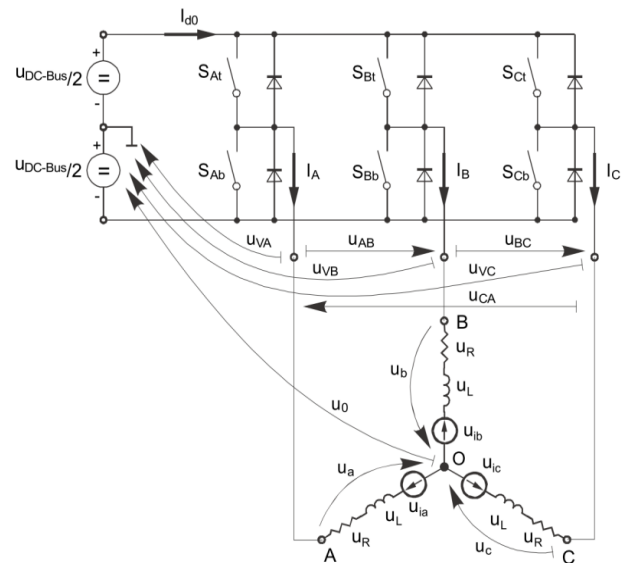 I_d0
+
u_DC-Bus/2
=
-
S_At
S_Bt
S_Ct
+
u_DC-Bus/2
=
-
S_Ab
I_A
S_Bb
I_B
S_Cb
I_C
u_VA
u_AB
u_BC
u_VB
u_VC
u_CA
B
u_R
u_b
u_L
u_0
u_ib
O
u_a
u_ic
u_ia
u_L
u_L
u_R
u_R
u_c
A
C